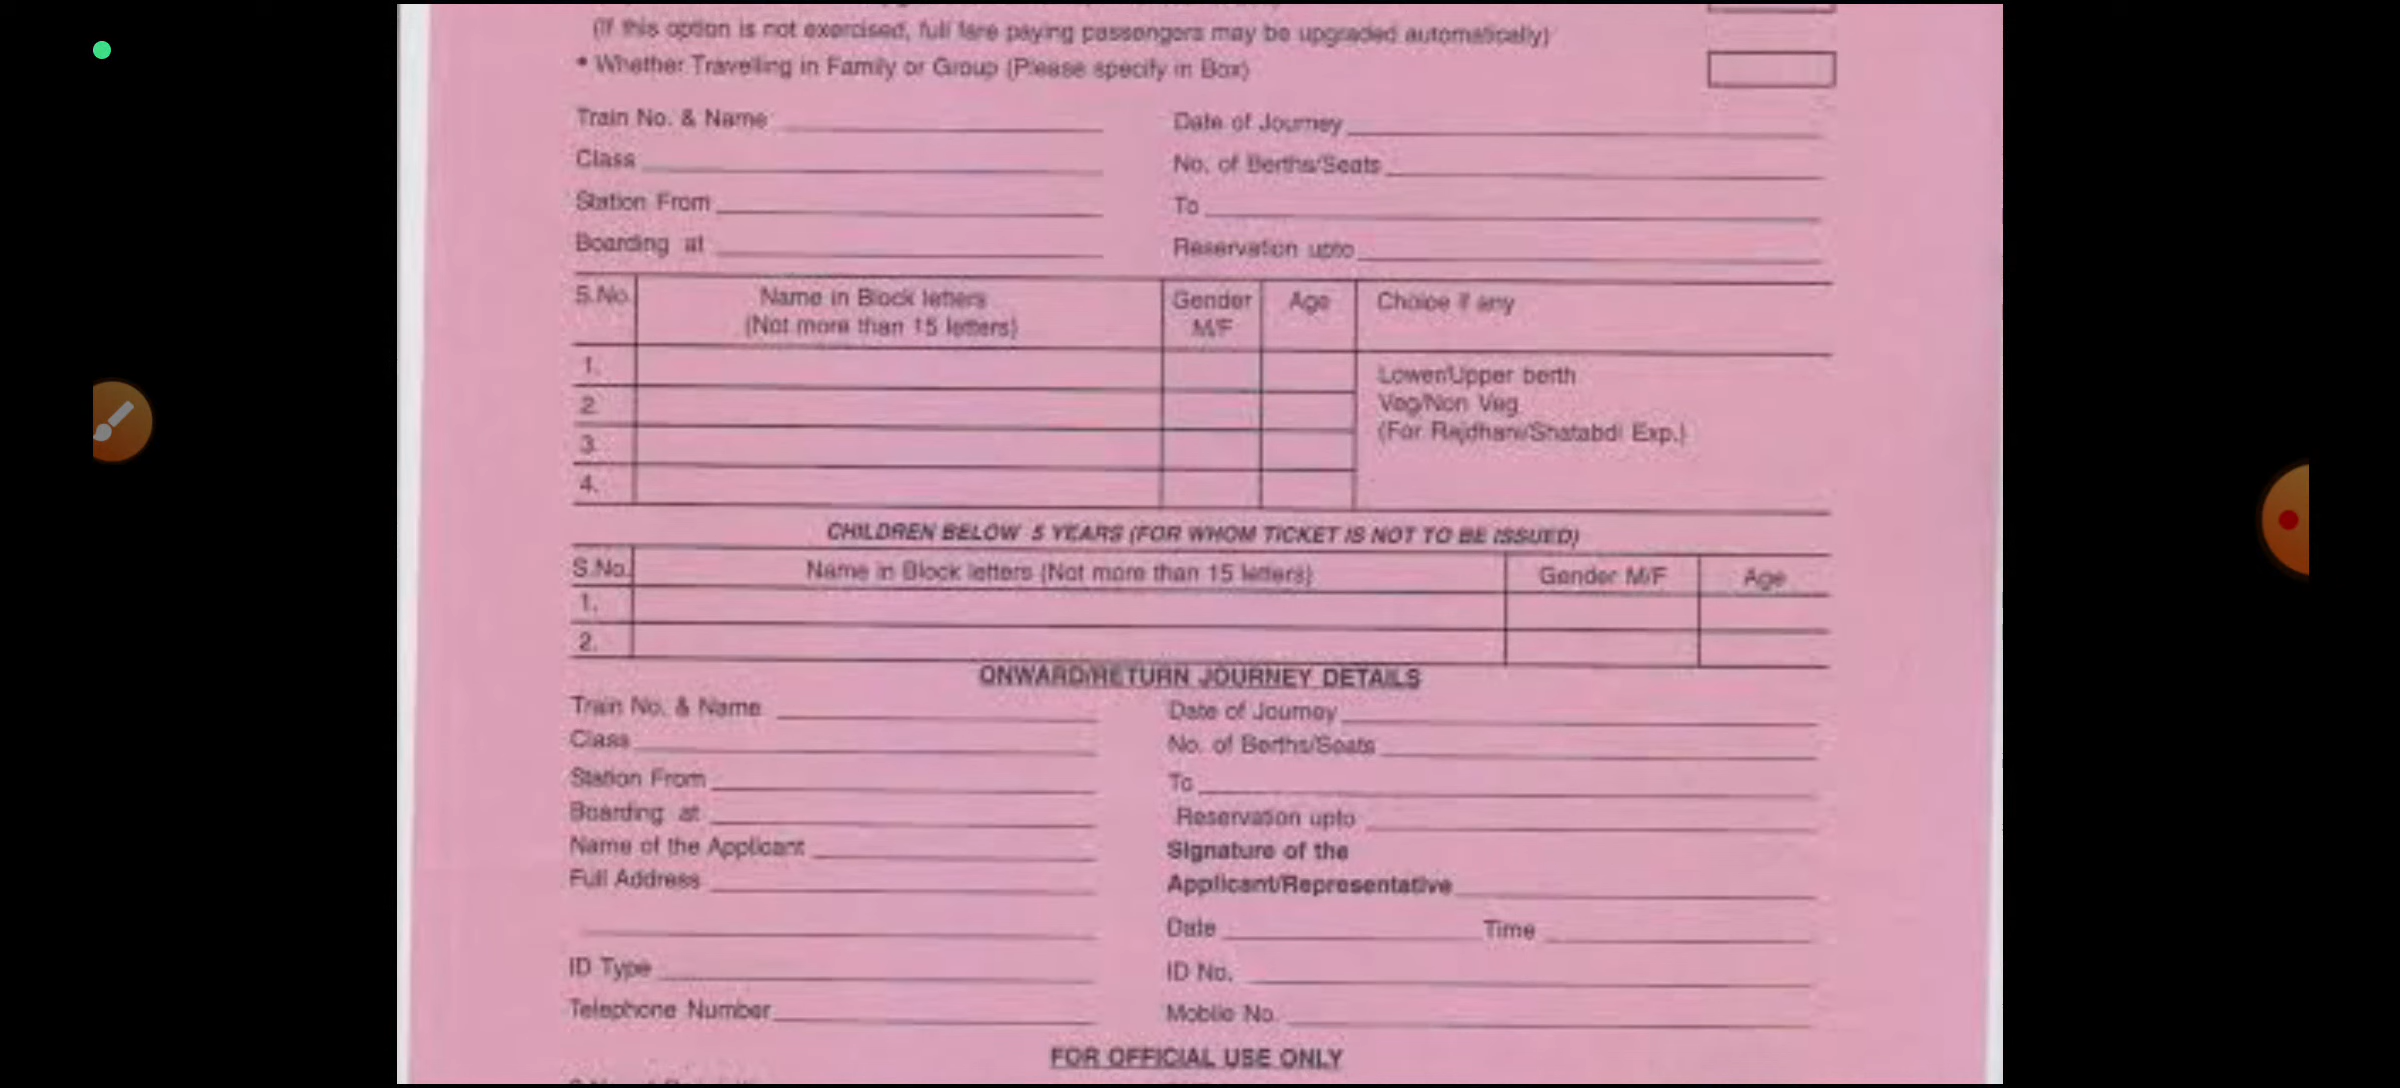 (If this option is not exercised, full fare paying passengers may be upgraded automatically)
• Whether Travelling in Family or Group (Please specify in Box)
Train No. & Name Date of Journey
Class No. of Berths/Seats
Station From To
Boarding at Reservation upto
S.No. Name in Block letters Gender Age Choice if any
(Not more than 15 letters) M/F
1.
Lower/Upper berth
2. Veg/Non Veg
3. (For Rajdhani/Shatabdi Exp.)
4.
CHILDREN BELOW 5 YEARS (FOR WHOM TICKET IS NOT TO BE ISSUED)
S.No. Name in Block letters (Not more than 15 letters) Gender M/F Age
1.
2.
ONWARD/RETURN JOURNEY DETAILS
Train No. & Name Date of Journey
Class No. of Berths/Seats
Station From To
Boarding at Reservation upto
Name of the Applicant Signature of the
Full Address Applicant/Representative
Date Time
ID Type ID No.
Telephone Number Mobile No.
FOR OFFICIAL USE ONLY